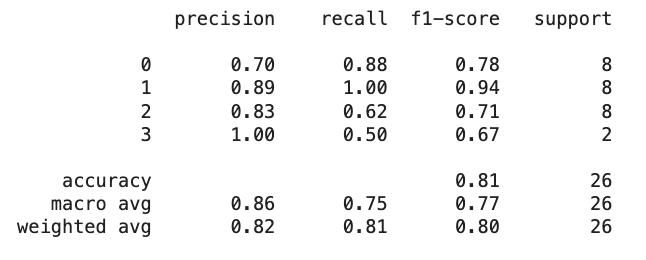 precision recall f1-score support
0 0.70 0.88 0.78 8
1 0.89 1.00 0.94 8
2 0.83 0.62 0.71 8
3 1.00 0.50 0.67 2
accuracy 0.81 26
macro avg 0.86 0.75 0.77 26
weighted avg 0.82 0.81 0.80 26